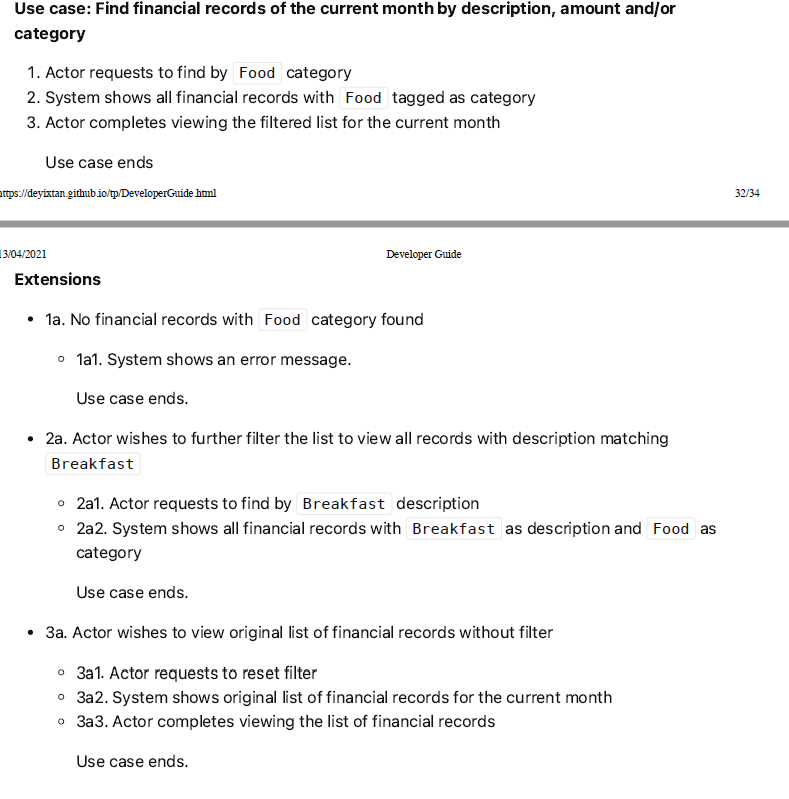 Use case: Find financial records of the current month by description, amount and/or
category
1. Actor requests to find by Food category
2. System shows all financial records with Food tagged as category
3. Actor completes viewing the filtered list for the current month
Use case ends
ttps://deyixtan.github.io/tp/DeveloperGuide.html 32/34
13/04/2021 Developer Guide
Extensions
• 1a. No financial records with Food category found
◦ 1a1. System shows an error message.
Use case ends.
• 2a. Actor wishes to further filter the list to view all records with description matching
Breakfast
◦ 2a1. Actor requests to find by Breakfast description
◦ 2a2. System shows all financial records with Breakfast as description and Food as
category
Use case ends.
• 3a. Actor wishes to view original list of financial records without filter
◦ 3a1. Actor requests to reset filter
◦ 3a2. System shows original list of financial records for the current month
◦ 3a3. Actor completes viewing the list of financial records
Use case ends.